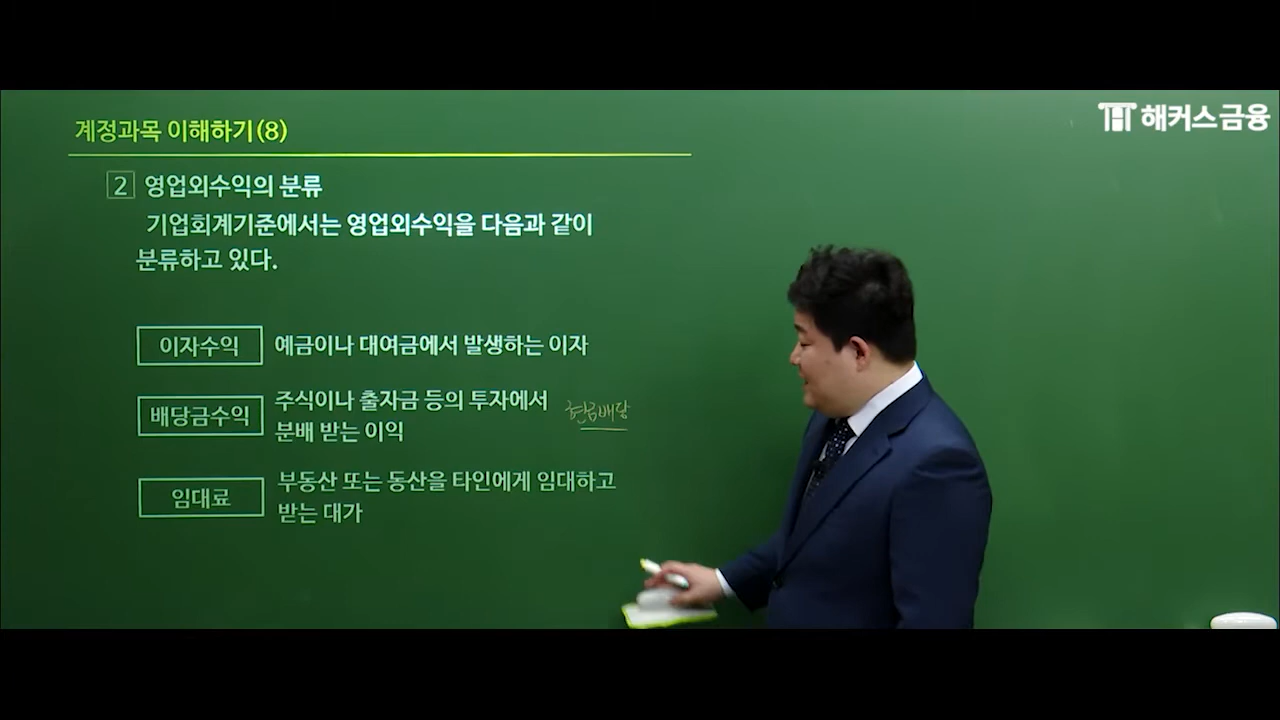 해커스금융
계정과목 이해하기(8)
2 영업외수익의 분류
기업회계기준에서는 영업외수익을 다음과 같이
분류하고 있다.
이자수익 예금이나 대여금에서 발생하는 이자
배당금수익 주식이나 출자금 등의 투자에서
분배 받는 이익
현금배당
임대료 부동산 또는 동산을 타인에게 임대하고
받는 대가